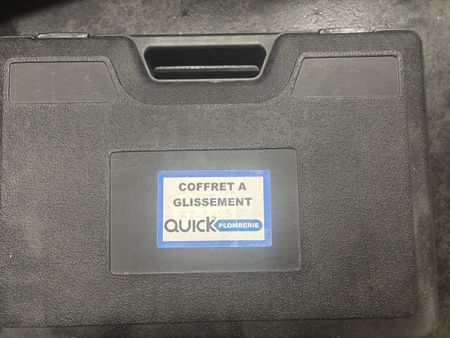 COFFRET A
GLISSEMENT
QUICK PLOMBERIE